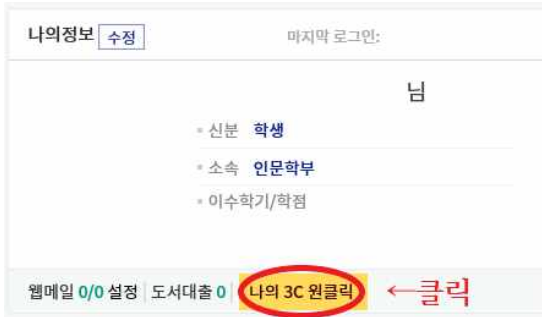 나의정보 수정 마지막 로그인:
님
신분 학생
소속 인문학부
이수학기/학점
웹메일 0/0 설정 도서대출 0 나의 3C 원클릭 ←클릭